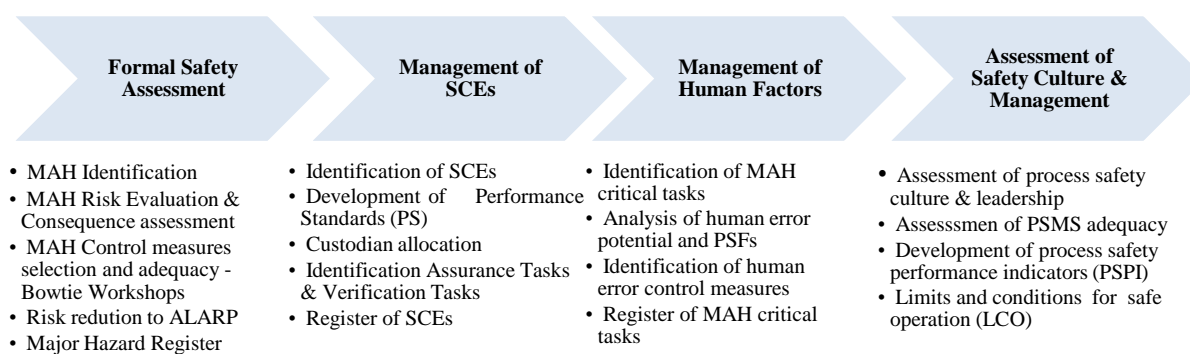 Formal Safety
Assessment
Management of
SCEs
Management of
Human Factors
Assessment of
Safety Culture &
Management
• MAH Identification
• MAH Risk Evaluation &
Consequence assessment
• MAH Control measures
selection and adequacy -
Bowtie Workshops
• Risk redution to ALARP
• Major Hazard Register
• Identification of SCEs
• Development of Performance
Standards (PS)
• Custodian allocation
• Identification Assurance Tasks
& Verification Tasks
• Register of SCEs
• Identification of MAH
critical tasks
• Analysis of human error
potential and PSFs
• Identification of human
error control measures
• Register of MAH critical
tasks
• Assessment of process safety
culture & leadership
• Assesssmen of PSMS adequacy
• Development of process safety
performance indicators (PSPI)
• Limits and conditions for safe
operation (LCO)